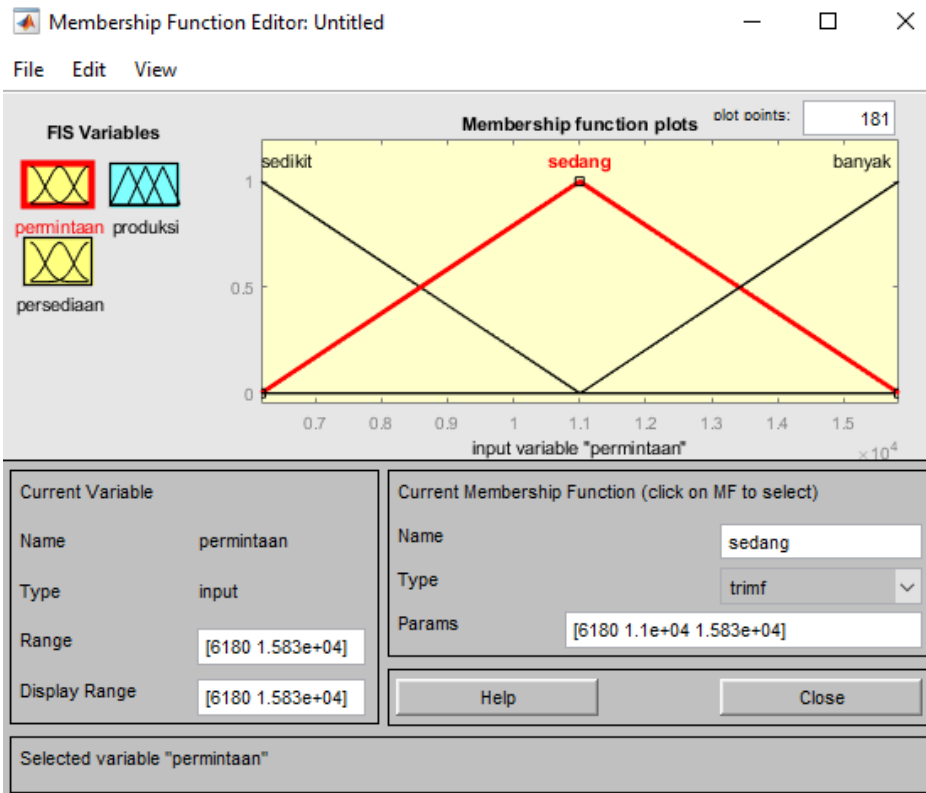 Membership Function Editor: Untitled
File Edit View
FIS Variables
permintaan produksi
persediaan
Membership function plots plot points: 181
sedikit sedang banyak
1
0.5
0
0.7 0.8 0.9 1 1.1 1.2 1.3 1.4 1.5
input variable "permintaan" ×10⁴
Current Variable
Name permintaan
Type input
Range [6180 1.583e+04]
Display Range [6180 1.583e+04]
Current Membership Function (click on MF to select)
Name sedang
Type trimf
Params [6180 1.1e+04 1.583e+04]
Help Close
Selected variable "permintaan"